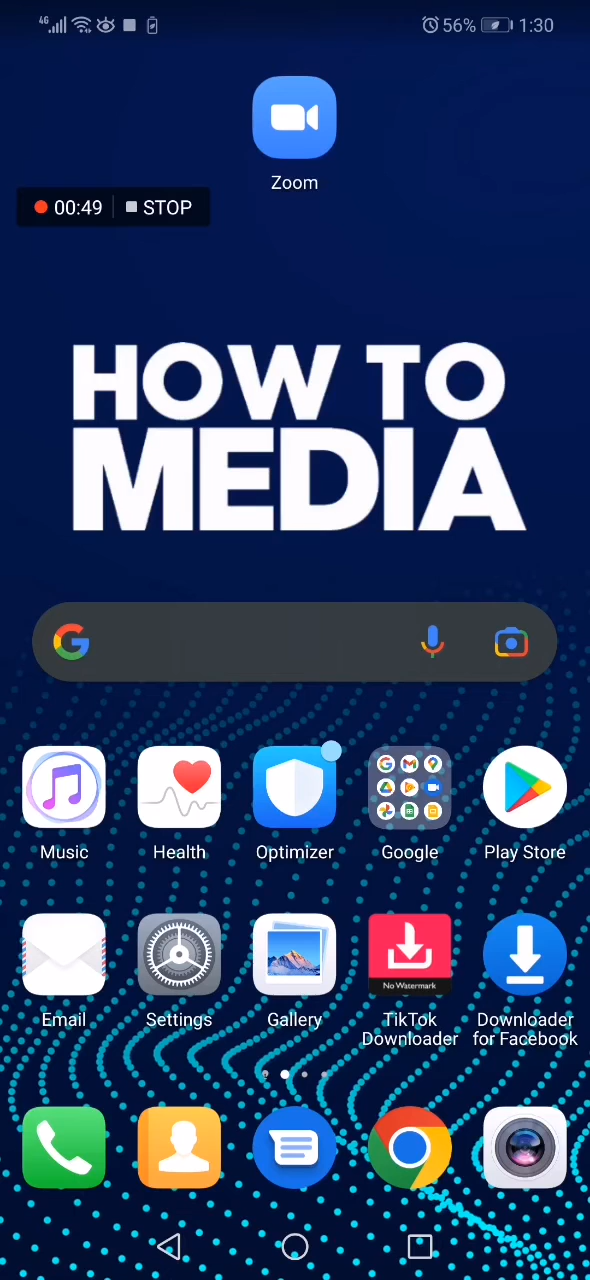 4G 56% 1:30
Zoom
00:49 STOP
HOW TO
MEDIA
Music Health Optimizer Google Play Store
No Watermark
Email Settings Gallery TikTok Downloader
Downloader for Facebook